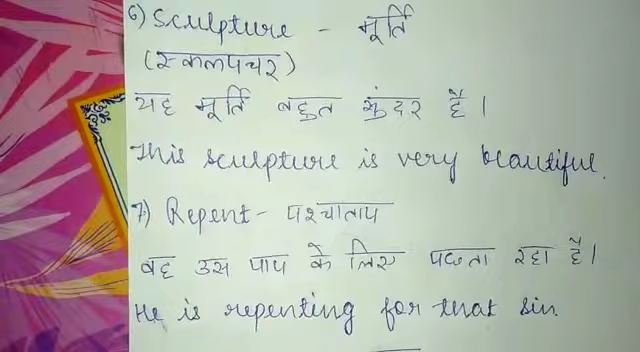 6) Sculpture - मूर्ति
(स्कलपचर)
यह मूर्ति बहुत सुंदर है।
This sculpture is very beautiful.
7) Repent - पश्चाताप
वह उस पाप के लिए पछता रहा है।
He is repenting for that sin.